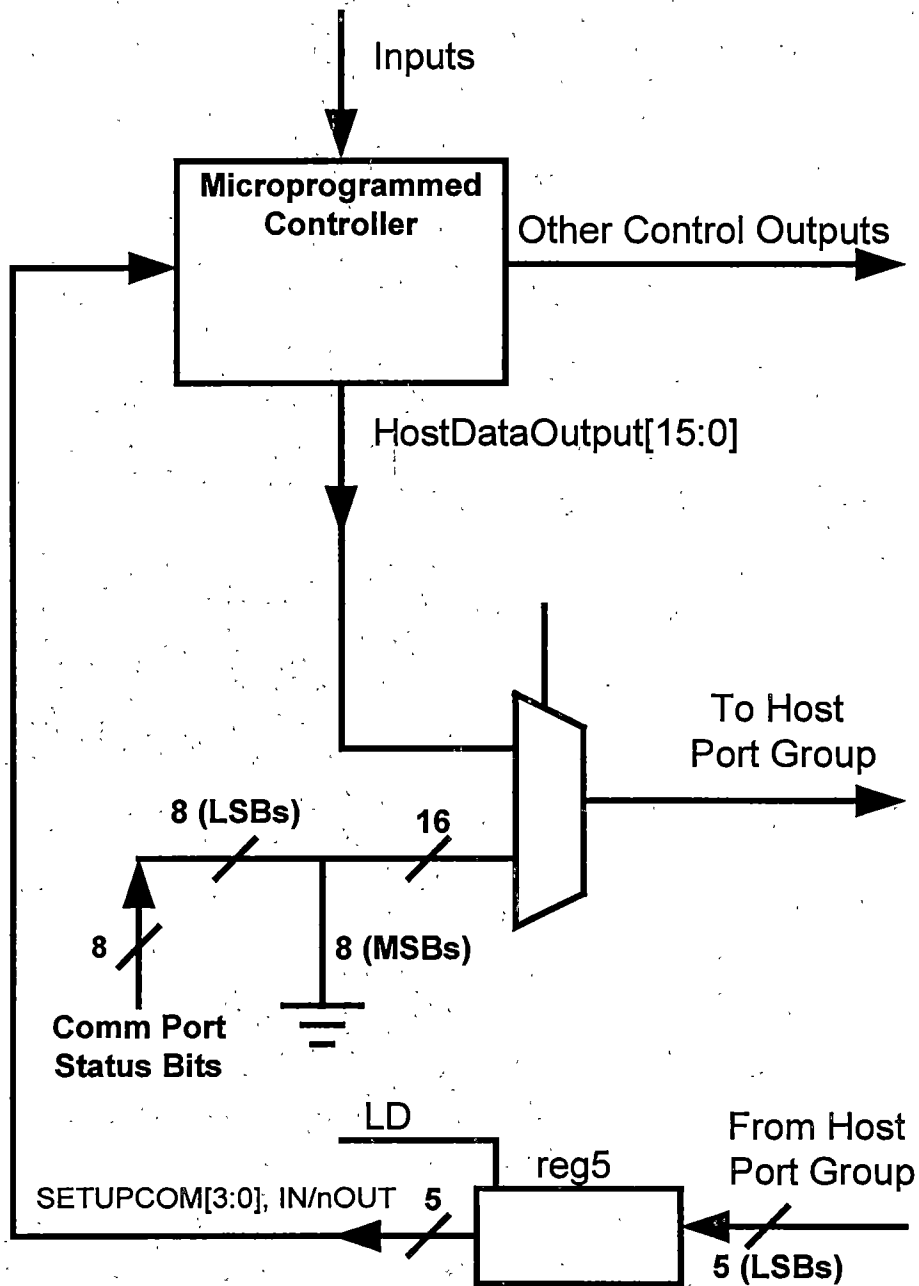 Inputs
Microprogrammed
Controller
Other Control Outputs
HostDataOutput[15:0]
To Host
Port Group
8 (LSBs)
16
8
8 (MSBs)
Comm Port
Status Bits
LD
reg5
From Host
Port Group
SETUPCOM[3:0], IN/nOUT
5
5 (LSBs)